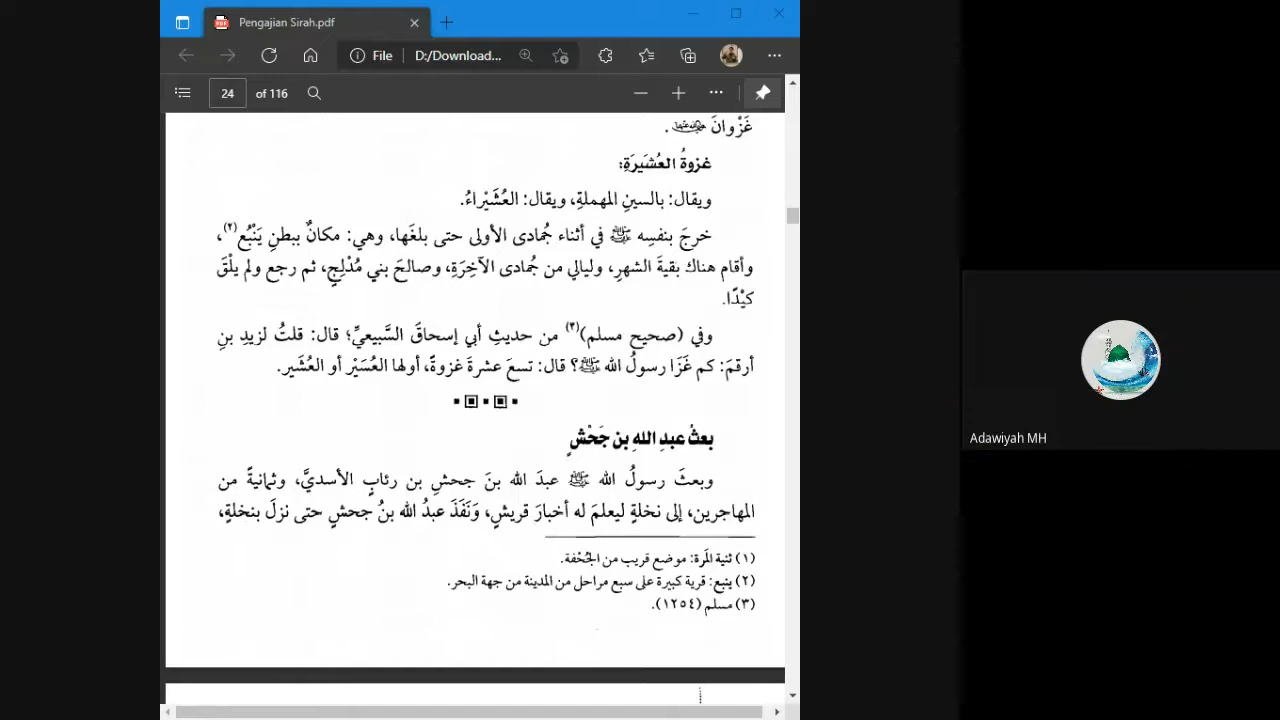 Pengajian Sirah.pdf
File
D:/Download...
24
of 116
غَزْوانَ
غزوةُ العُشَيرَةِ:
ويقال: بالسينِ المهملةِ، ويقال: العُشَيْراءُ.
خرجَ بنفسِه ﷺ في أثناء جُمادى الأولى حتى بلغَها، وهي: مكانٌ ببطنِ يَنْبُع(٢)،
وأقام هناك بقيةَ الشهرِ، وليالي من جُمادى الآخِرَةِ، وصالحَ بني مُدْلِجٍ، ثم رجع ولم يلْقَ
كيْدًا.
وفي (صحيح مسلم)(٣) من حديثِ أبي إسحاقَ السَّبيعيِّ؛ قال: قلتُ لزيدِ بنِ
أرقمَ: كم غَزَا رسولُ الله ﷺ؟ قال: تسعَ عشرةَ غزوةً، أولها العُسَيْر أو العُشَير.
بعثُ عبدِ اللهِ بن جَحْشٍ
وبعثَ رسولُ الله ﷺ عبدَ الله بنَ جحشِ بن رئابٍ الأسديَّ، وثمانيةً من
المهاجرين، إلى نخلةٍ ليعلمَ له أخبارَ قريشٍ، وَنَفَذَ عبدُ الله بنُ جحشٍ حتى نزلَ بنخلةٍ،
(١) ثنية المَرة: موضع قريب من الجُحْفة.
(٢) ينبع: قرية كبيرة على سبع مراحل من المدينة من جهة البحر.
(٣) مسلم (١٢٥٤).
Adawiyah MH